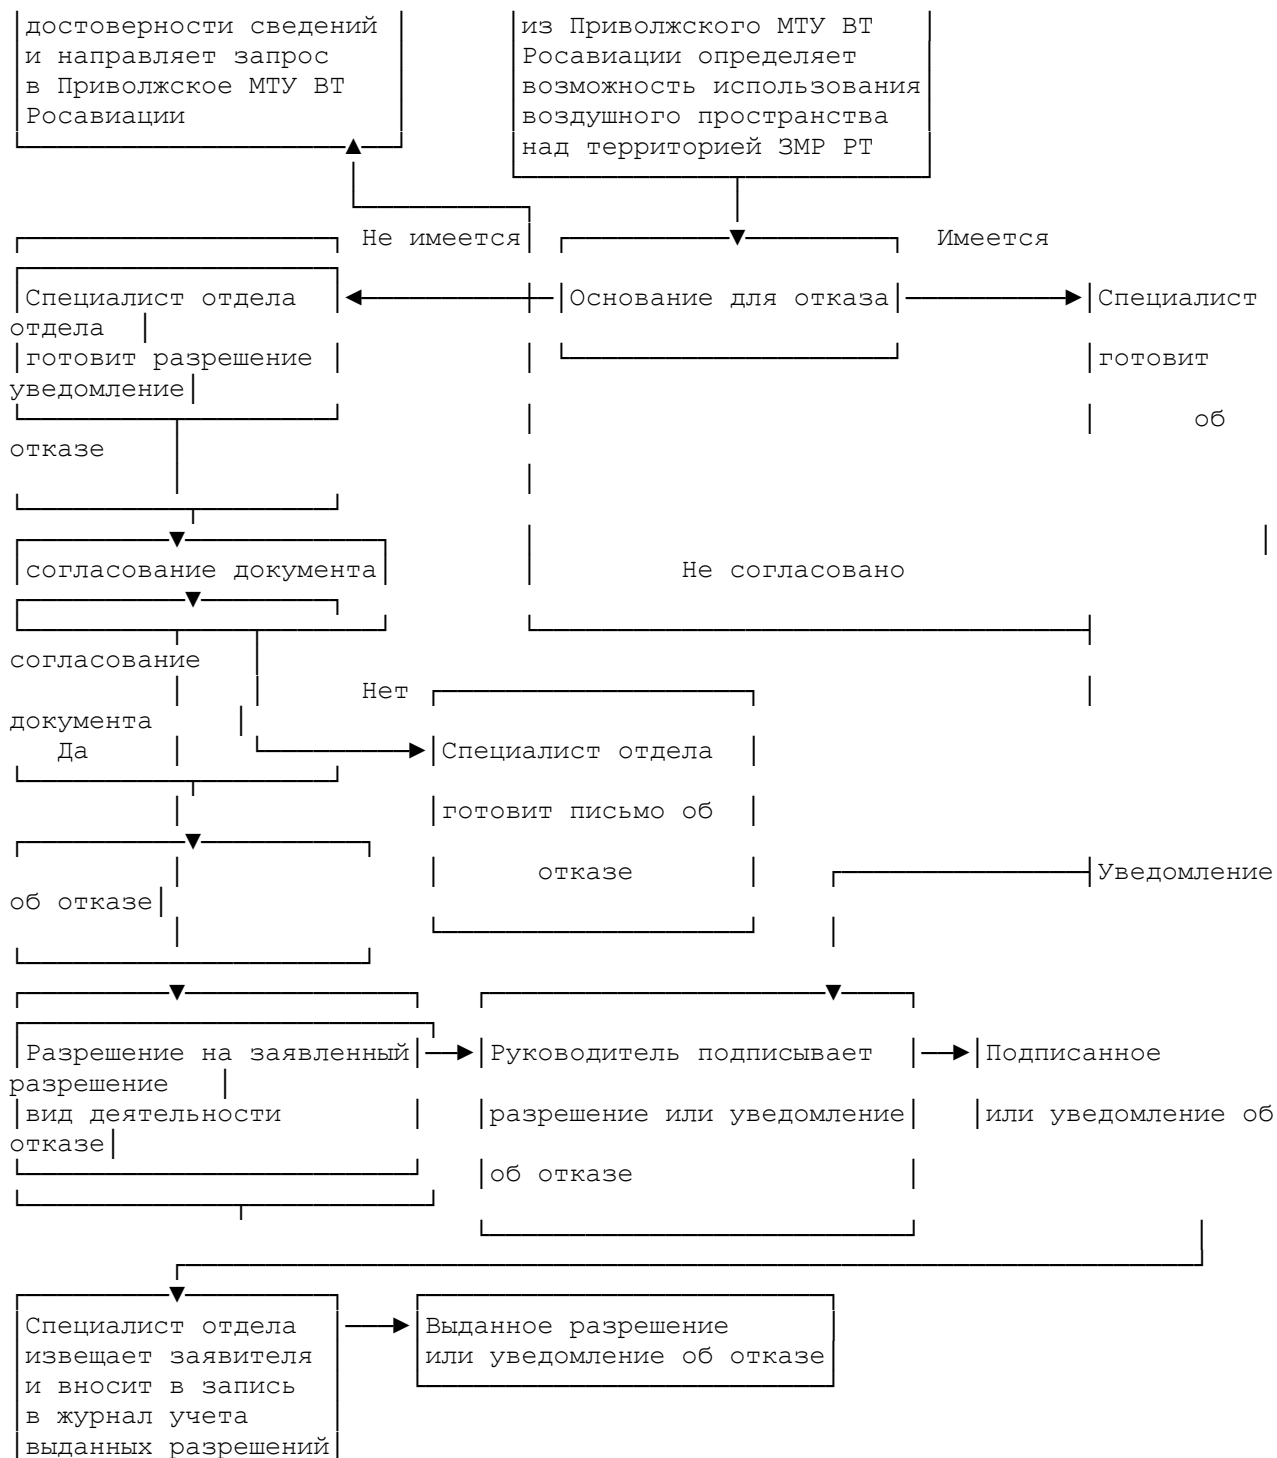 достоверности сведений из Приволжского МТУ ВТ
и направляет запрос Росавиации определяет
в Приволжское МТУ ВТ возможность использования
Росавиации воздушного пространства
над территорией ЗМР РТ
Не имеется Имеется
Специалист отдела Основание для отказа Специалист
отдела
готовит разрешение готовит
уведомление
об
отказе
согласование документа Не согласовано
согласование
Нет
документа
Да Специалист отдела
готовит письмо об
отказе Уведомление
об отказе
Разрешение на заявленный Руководитель подписывает Подписанное
разрешение
вид деятельности разрешение или уведомление или уведомление об
отказе
об отказе
Специалист отдела Выданное разрешение
извещает заявителя или уведомление об отказе
и вносит в запись
в журнал учета
выданных разрешений